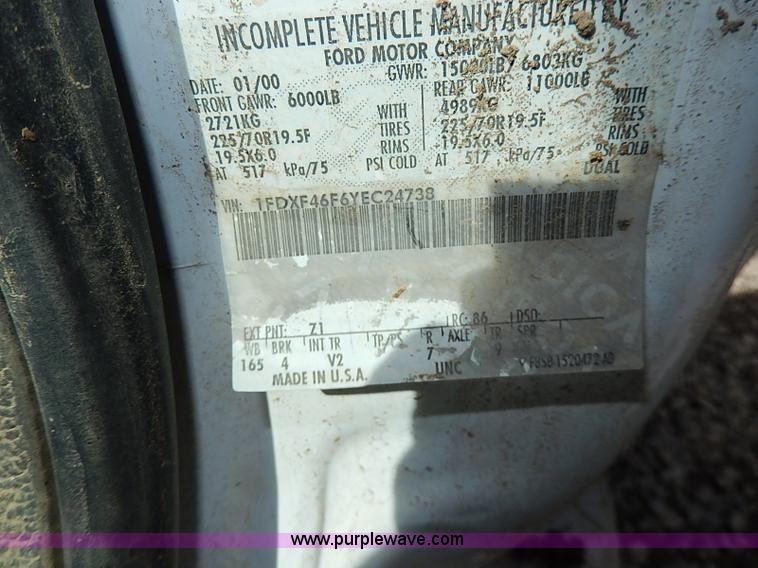 INCOMPLETE VEHICLE MANUFACTURED BY
FORD MOTOR COMPANY
DATE: 01/00 GVWR: 15000LB/ 6803KG
FRONT GAWR: 6000LB REAR GAWR: 11000LB
2721KG WITH 4989KG WITH
225/70R19.5F TIRES 225/70R19.5F TIRES
19.5X6.0 RIMS 19.5X6.0 RIMS
AT 517 kPa/75 PSI COLD AT 517 kPa/75 PSI COLD
DUAL
VIN: 1FDXF46F6YEC24738
EXT PNT: Z1 RC: 86 DSO:
WB BRK INT TR TP/PS R AXLE TR SPR
165 4 V2 7 9
UNC
MADE IN U.S.A.
www.purplewave.com